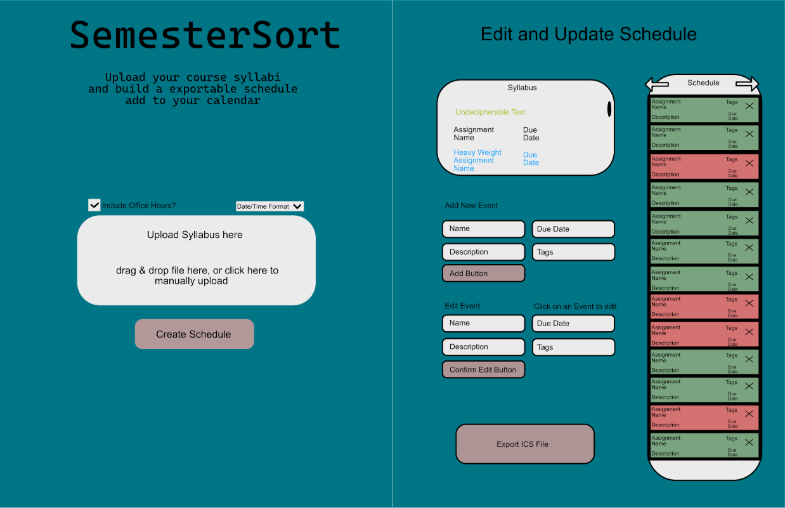 SemesterSort
Upload your course syllabi
and build a exportable schedule
add to your calendar
Include Office Hours?
Date/Time Format
Upload Syllabus here
drag & drop file here, or click here to
manually upload
Create Schedule
Edit and Update Schedule
Syllabus
Undecipherable Text
Assignment
Name
Due
Date
Heavy Weight
Assignment
Name
Due
Date
Add New Event
Name
Due Date
Description
Tags
Add Button
Edit Event
Click on an Event to edit
Name
Due Date
Description
Tags
Confirm Edit Button
Export ICS File
Schedule
Assignment
Name
Tags
Description
Due
Date
Assignment
Name
Tags
Description
Due
Date
Assignment
Name
Tags
Description
Due
Date
Assignment
Name
Tags
Description
Due
Date
Assignment
Name
Tags
Description
Due
Date
Assignment
Name
Tags
Description
Due
Date
Assignment
Name
Tags
Description
Due
Date
Assignment
Name
Tags
Description
Due
Date
Assignment
Name
Tags
Description
Due
Date
Assignment
Name
Tags
Description
Due
Date
Assignment
Name
Tags
Description
Due
Date
Assignment
Name
Tags
Description
Due
Date
Assignment
Name
Tags
Description
Due
Date